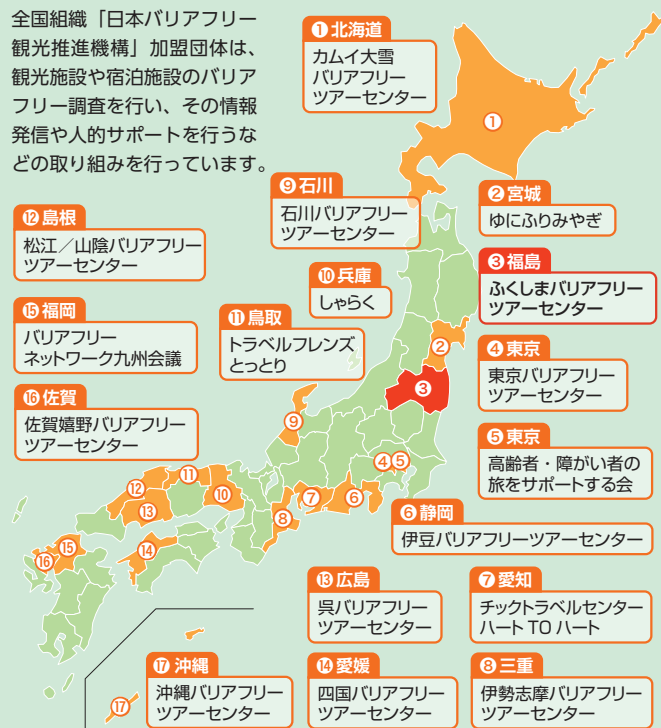 全国組織「日本バリアフリー
観光推進機構」加盟団体は、
観光施設や宿泊施設のバリア
フリー調査を行い、その情報
発信や人的サポートを行うな
どの取り組みを行っています。
❶北海道
カムイ大雪
バリアフリー
ツアーセンター
❷宮城
ゆにふりみやぎ
❸福島
ふくしまバリアフリー
ツアーセンター
❹東京
東京バリアフリー
ツアーセンター
❺東京
高齢者・障がい者の
旅をサポートする会
❻静岡
伊豆バリアフリーツアーセンター
❼愛知
チックトラベルセンター
ハート TO ハート
❽三重
伊勢志摩バリアフリー
ツアーセンター
❾石川
石川バリアフリー
ツアーセンター
❿兵庫
しゃらく
⓫鳥取
トラベルフレンズ
とっとり
⓬島根
松江／山陰バリアフリー
ツアーセンター
⓭広島
呉バリアフリー
ツアーセンター
⓮愛媛
四国バリアフリー
ツアーセンター
⓯福岡
バリアフリー
ネットワーク九州会議
⓰佐賀
佐賀嬉野バリアフリー
ツアーセンター
⓱沖縄
沖縄バリアフリー
ツアーセンター
①
②
③
④⑤
⑥
⑦
⑧
⑨
⑩
⑪
⑫
⑬
⑭
⑮
⑯
⑰